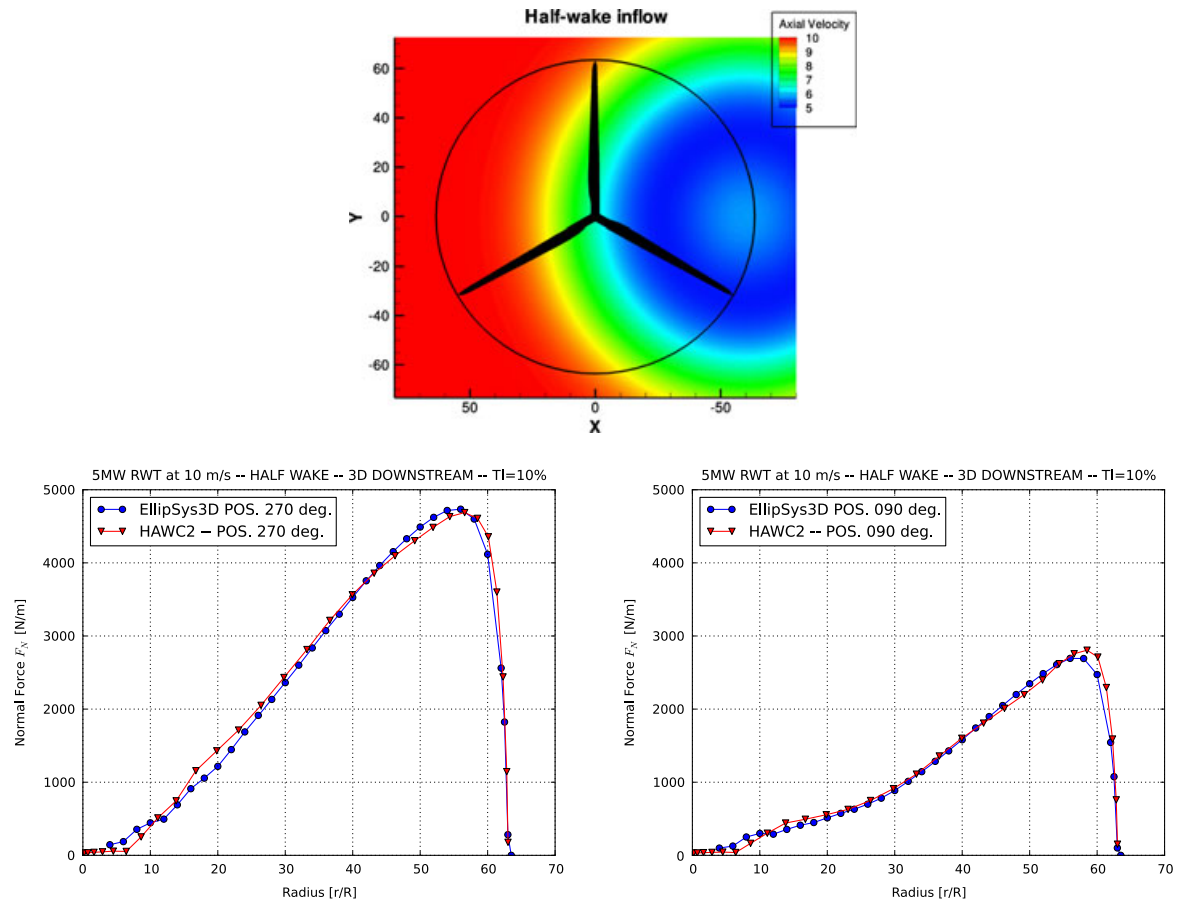 Half-wake inflow
Axial Velocity
10
9
8
7
6
5
60
40
20
0
-20
-40
-60
Y
50 0 -50
X
5MW RWT at 10 m/s -- HALF WAKE -- 3D DOWNSTREAM -- TI=10%
5000
4000
3000
2000
1000
0
Normal Force F_N [N/m]
EllipSys3D POS. 270 deg.
HAWC2 − POS. 270 deg.
0 10 20 30 40 50 60 70
Radius [r/R]
5MW RWT at 10 m/s -- HALF WAKE -- 3D DOWNSTREAM -- TI=10%
5000
4000
3000
2000
1000
0
Normal Force F_N [N/m]
EllipSys3D POS. 090 deg.
HAWC2 -- POS. 090 deg.
0 10 20 30 40 50 60 70
Radius [r/R]